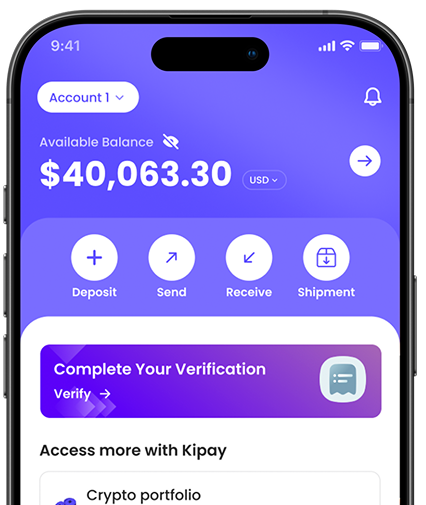 9:41
Account 1
Available Balance
$40,063.30 USD
Deposit Send Receive Shipment
Complete Your Verification
Verify
Access more with Kipay
Crypto portfolio